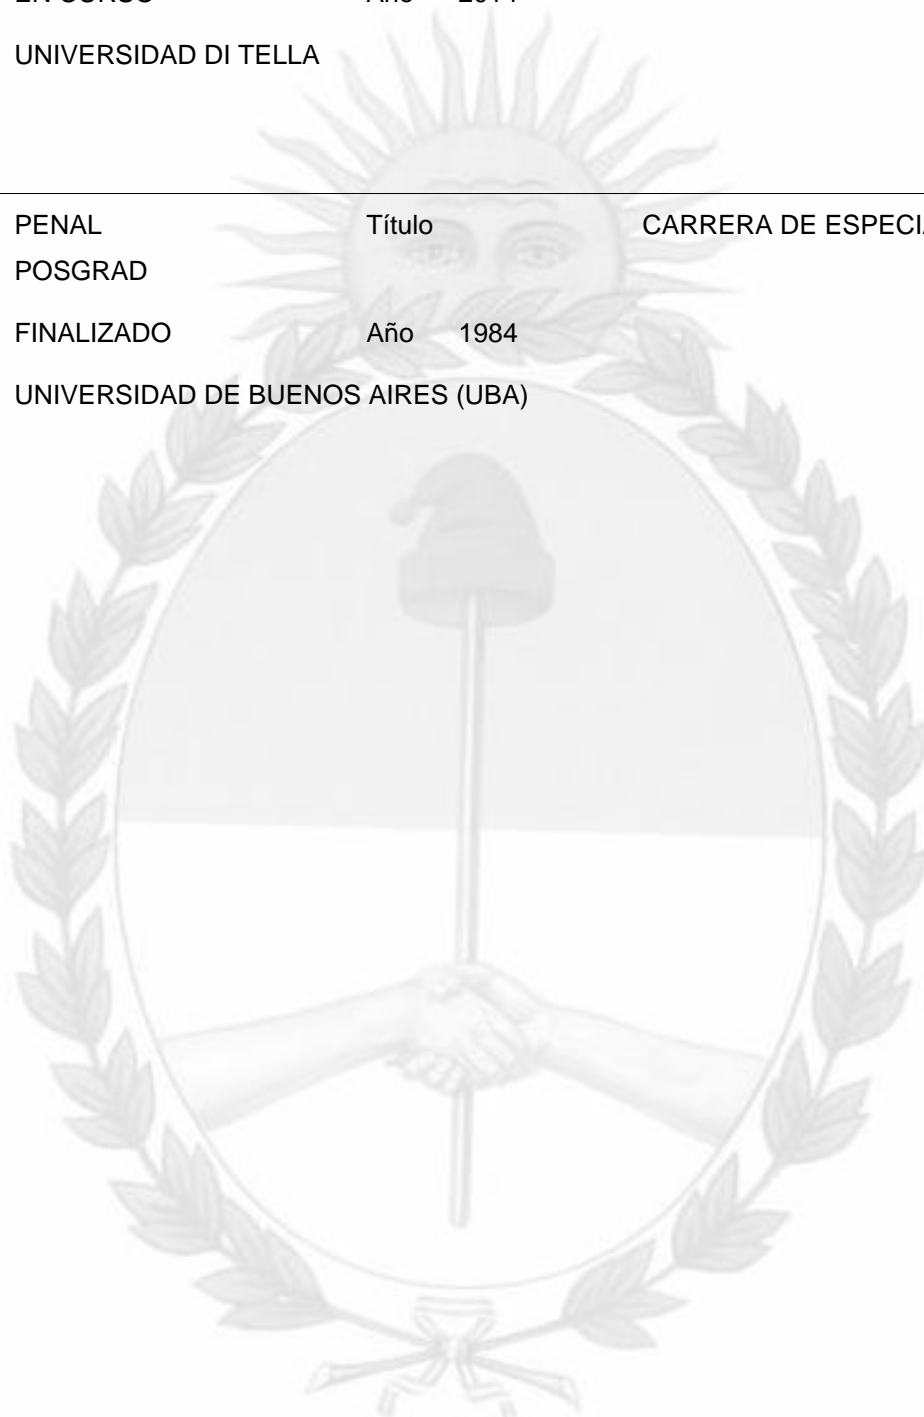 UNIVERSIDAD DI TELLA
PENAL Título CARRERA DE ESPECI
POSGRAD
FINALIZADO Año 1984
UNIVERSIDAD DE BUENOS AIRES (UBA)